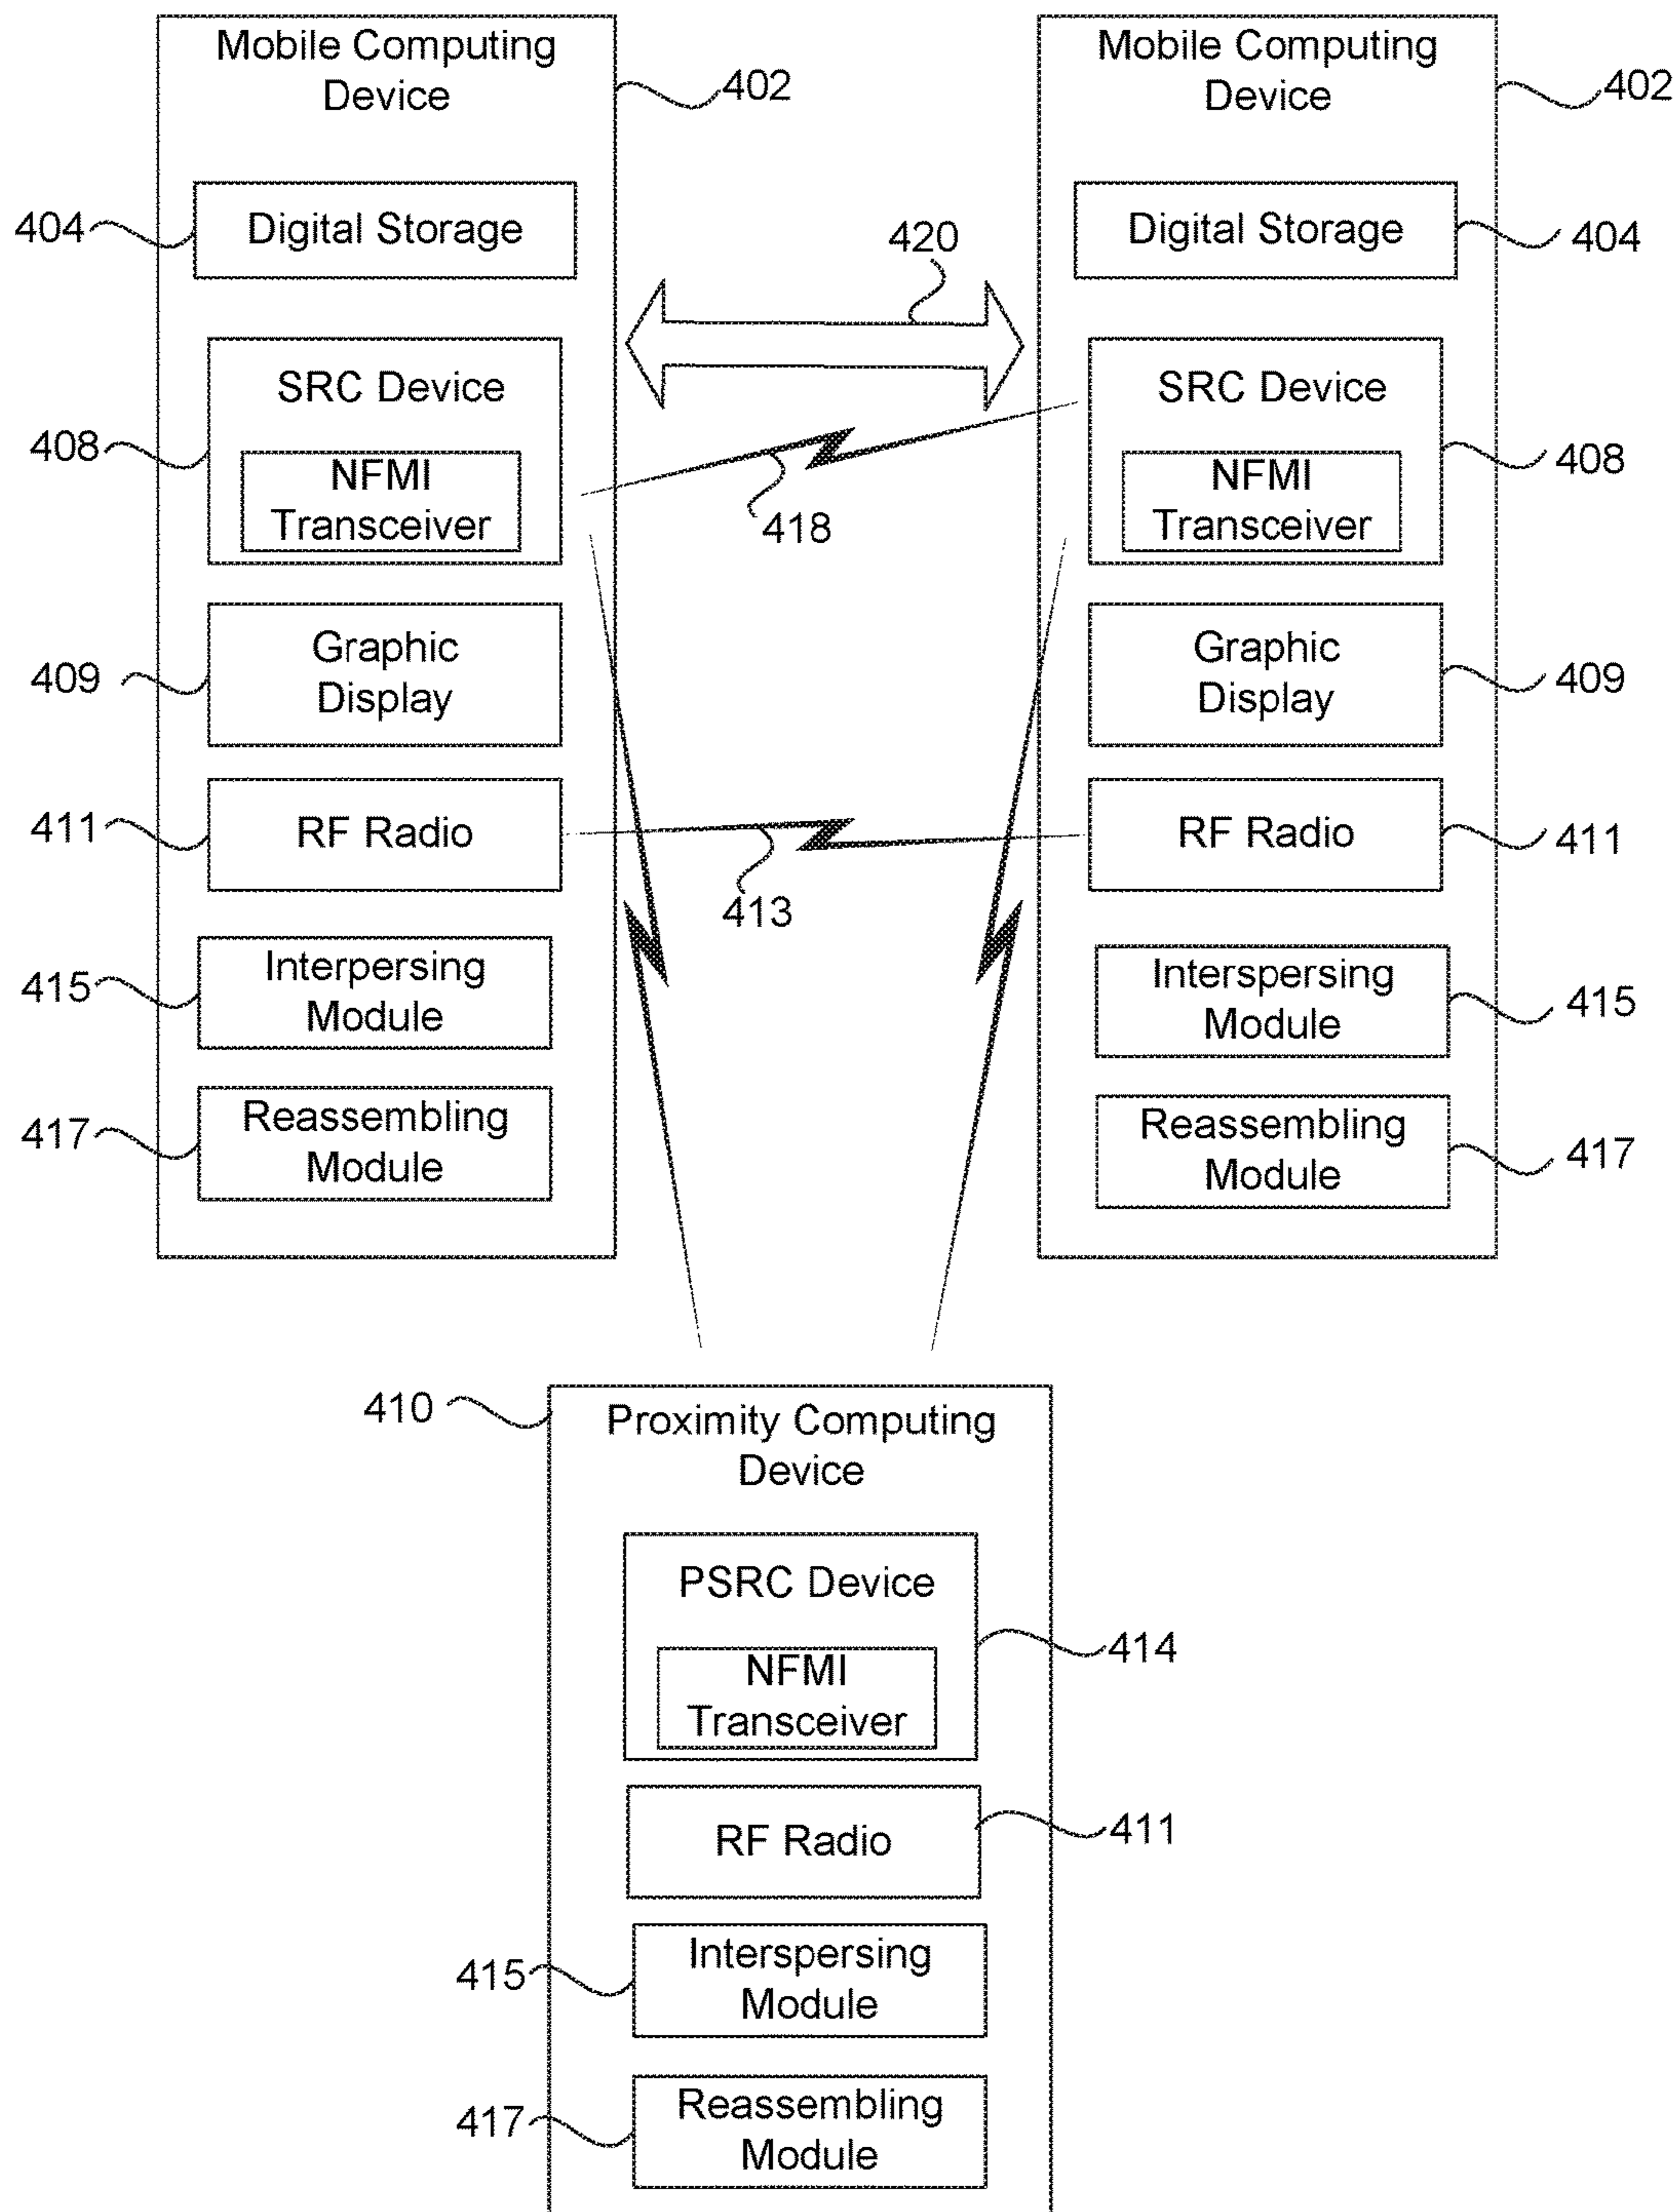 Mobile Computing
Device
402
404
Digital Storage
408
SRC Device
NFMI
Transceiver
409
Graphic
Display
411
RF Radio
415
Interpersing
Module
417
Reassembling
Module
420
418
413
Mobile Computing
Device
402
Digital Storage
404
SRC Device
NFMI
Transceiver
408
Graphic
Display
409
RF Radio
411
Interspersing
Module
415
Reassembling
Module
417
410
Proximity Computing
Device
PSRC Device
NFMI
Transceiver
414
RF Radio
411
415
Interspersing
Module
417
Reassembling
Module